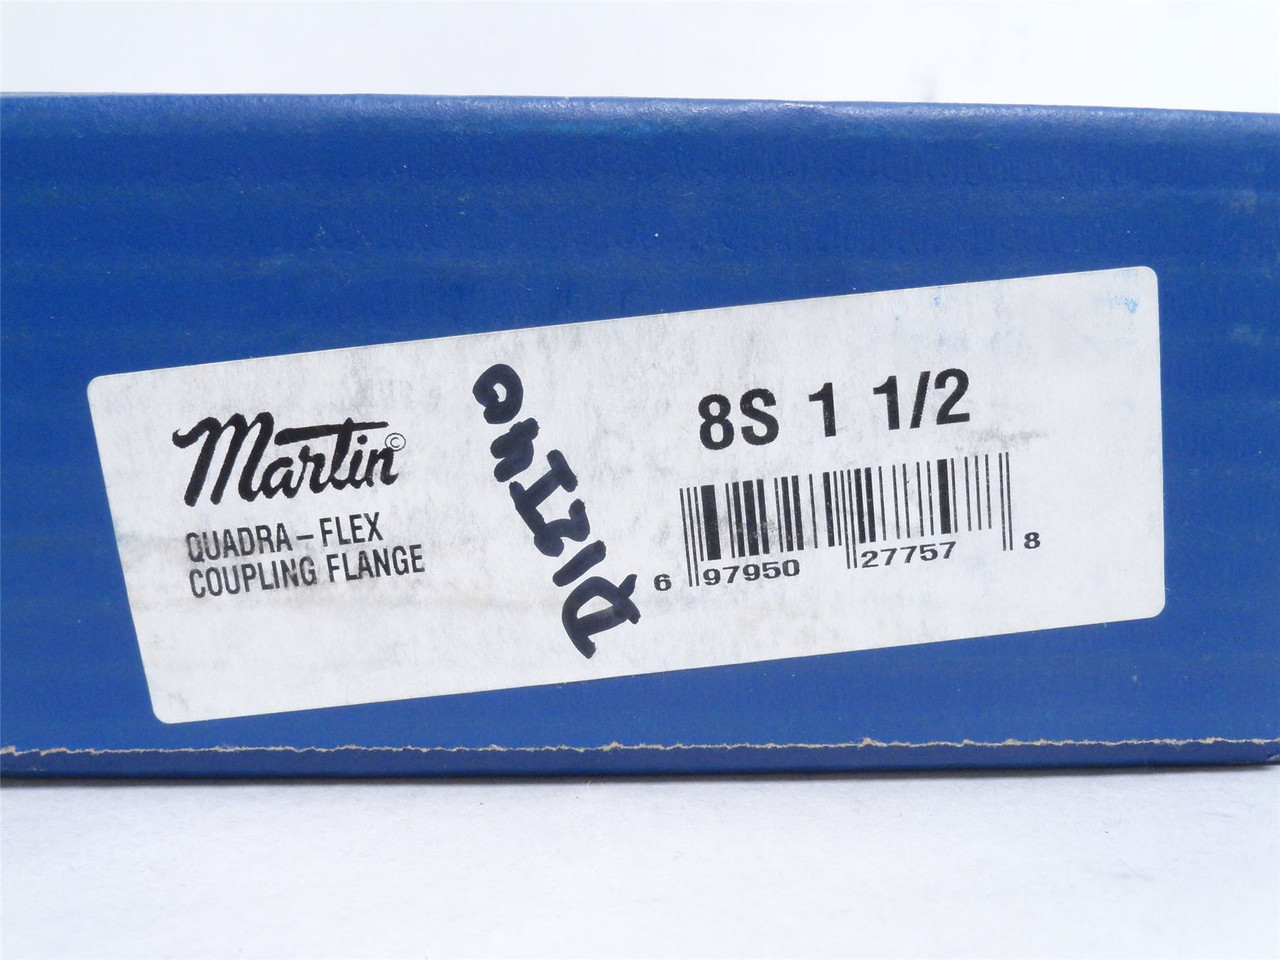 Martin©
QUADRA-FLEX
COUPLING FLANGE
8S 1 1/2
6 97950 27757 8